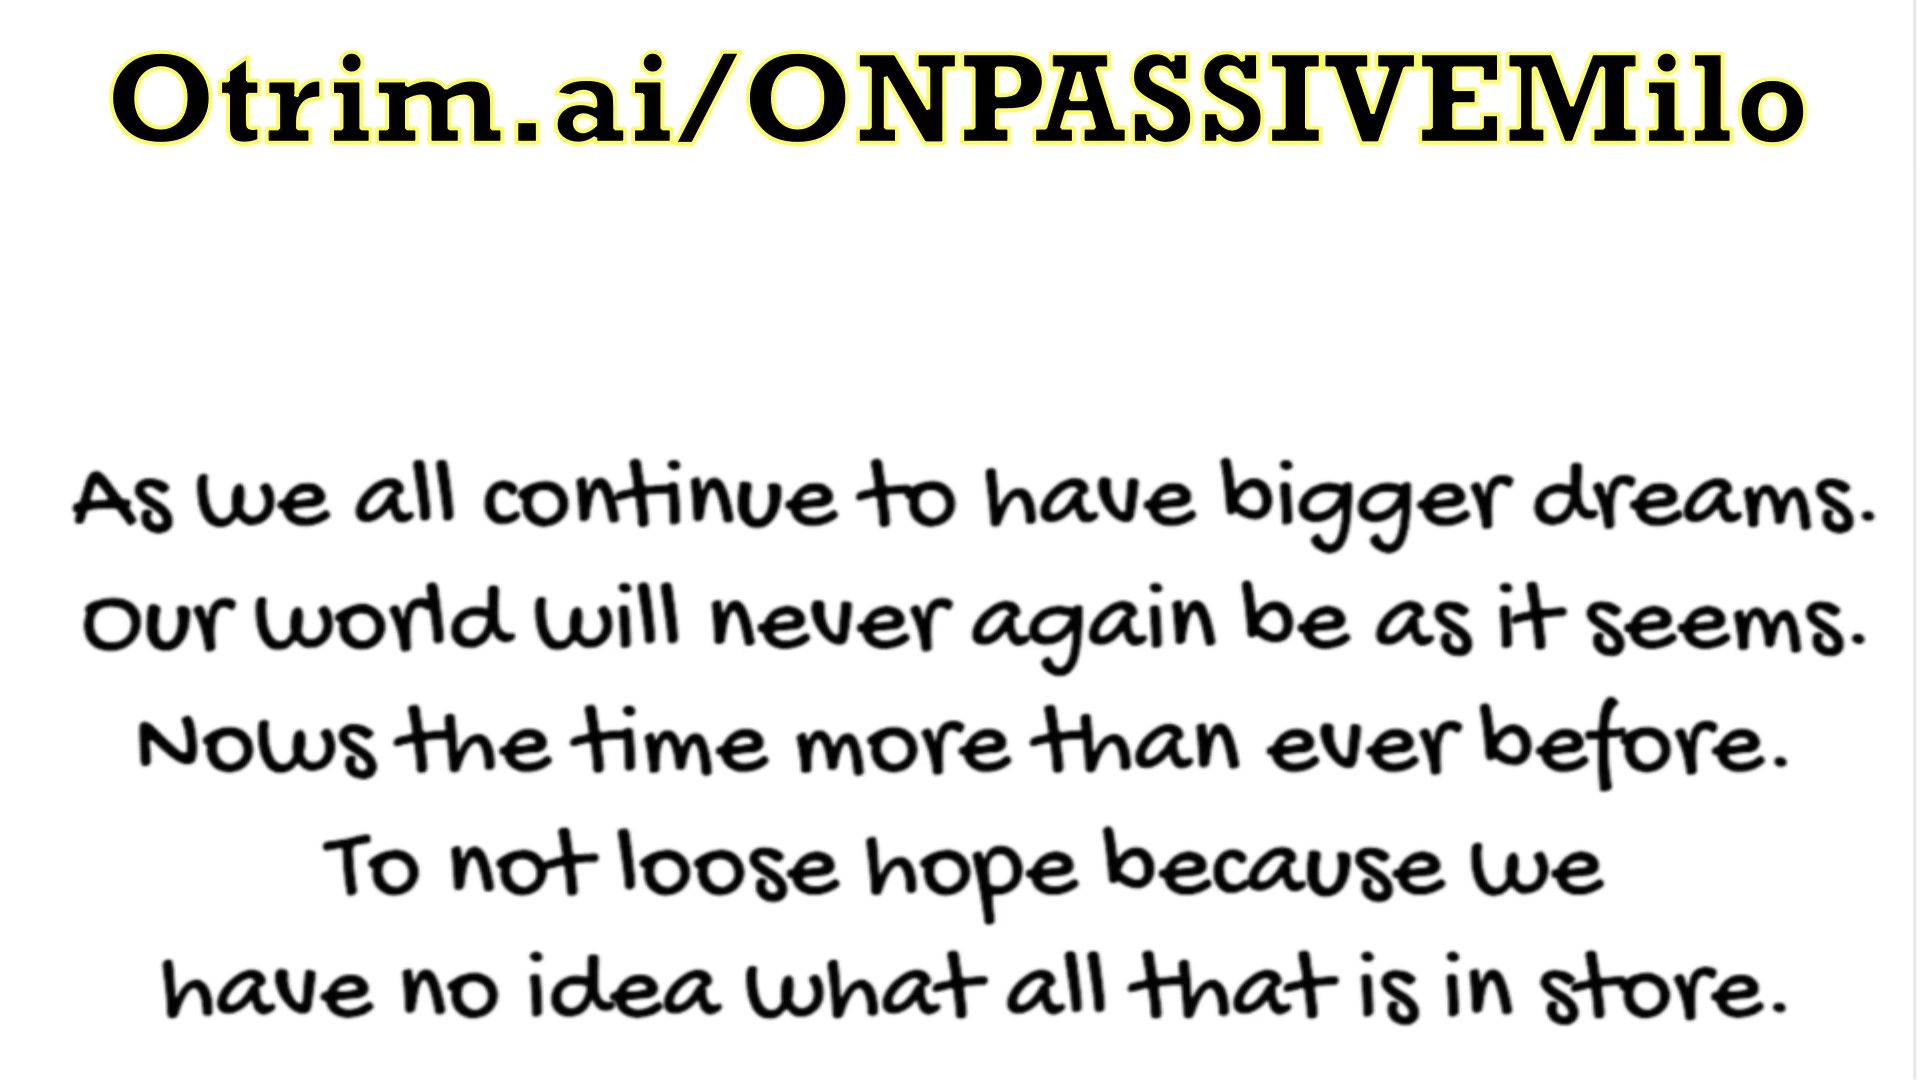 Otrim.ai/ONPASSIVEMilo
As we all continue to have bigger dreams.
Our world will never again be as it seems.
Nows the time more than ever before.
To not loose hope because we
have no idea what all that is in store.